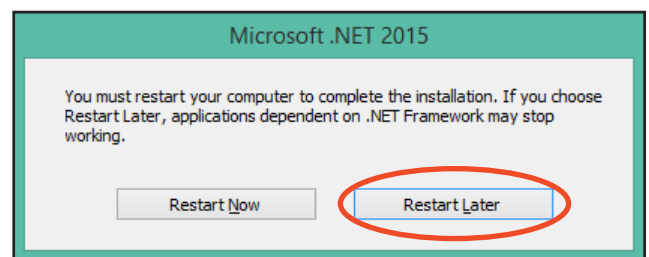 Microsoft .NET 2015
You must restart your computer to complete the installation. If you choose
Restart Later, applications dependent on .NET Framework may stop
working.
Restart Now
Restart Later